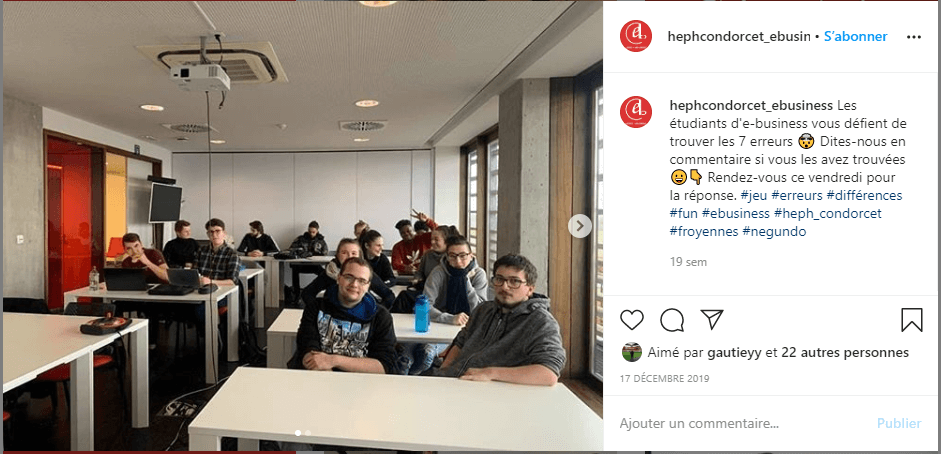 hephcondorcet_ebusin • S'abonner
hephcondorcet_ebusiness Les
étudiants d'e-business vous défient de
trouver les 7 erreurs 🤯 Dites-nous en
commentaire si vous les avez trouvées
😀👇 Rendez-vous ce vendredi pour
la réponse. #jeu #erreurs #différences
#fun #ebusiness #heph_condorcet
#froyennes #negundo
19 sem
Aimé par gautieyy et 22 autres personnes
17 DÉCEMBRE 2019
Ajouter un commentaire... Publier